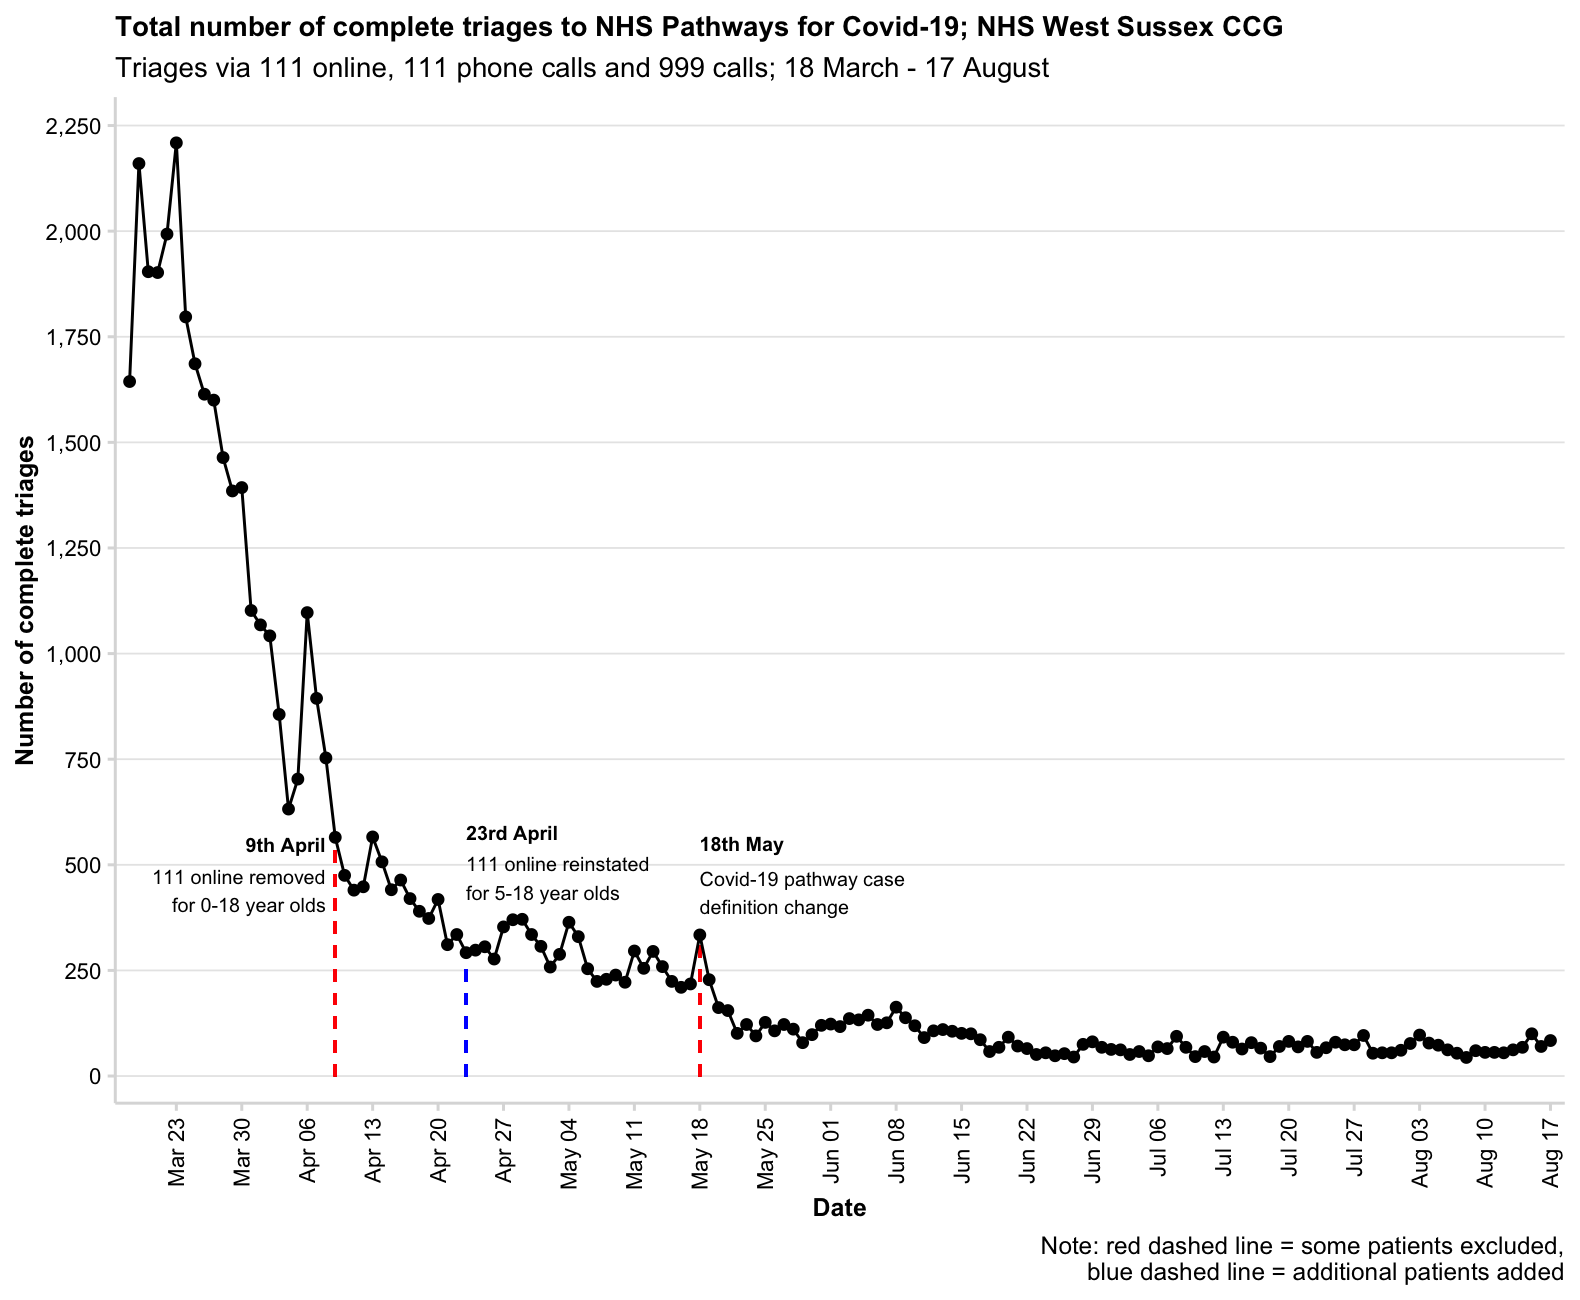 Total number of complete triages to NHS Pathways for Covid-19; NHS West Sussex CCG
Triages via 111 online, 111 phone calls and 999 calls; 18 March - 17 August
Number of complete triages
2,250
2,000
1,750
1,500
1,250
1,000
750
500
250
0
9th April
111 online removed
for 0-18 year olds
23rd April
111 online reinstated
for 5-18 year olds
18th May
Covid-19 pathway case
definition change
Mar 23
Mar 30
Apr 06
Apr 13
Apr 20
Apr 27
May 04
May 11
May 18
May 25
Jun 01
Jun 08
Jun 15
Jun 22
Jun 29
Jul 06
Jul 13
Jul 20
Jul 27
Aug 03
Aug 10
Aug 17
Date
Note: red dashed line = some patients excluded,
blue dashed line = additional patients added